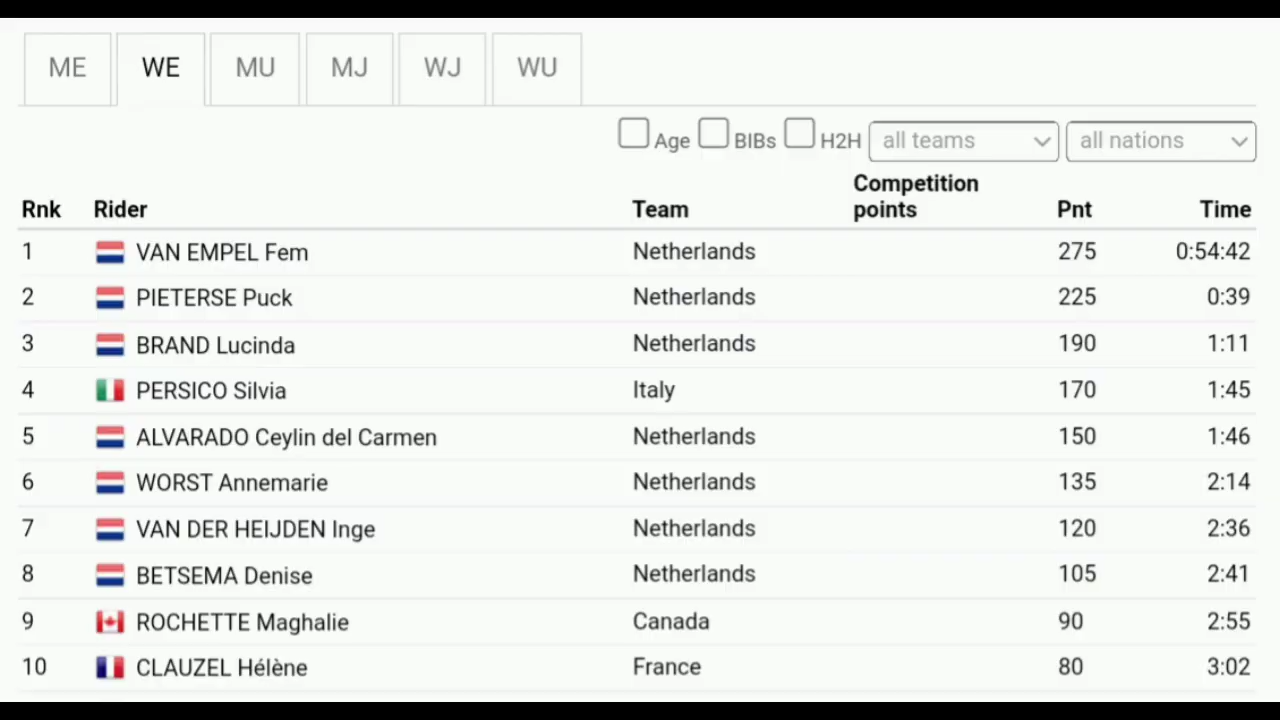 ME WE MU MJ WJ WU
Age BIBs H2H all teams all nations
Rnk Rider Team Competition points Pnt Time
1 VAN EMPEL Fem Netherlands 275 0:54:42
2 PIETERSE Puck Netherlands 225 0:39
3 BRAND Lucinda Netherlands 190 1:11
4 PERSICO Silvia Italy 170 1:45
5 ALVARADO Ceylin del Carmen Netherlands 150 1:46
6 WORST Annemarie Netherlands 135 2:14
7 VAN DER HEIJDEN Inge Netherlands 120 2:36
8 BETSEMA Denise Netherlands 105 2:41
9 ROCHETTE Maghalie Canada 90 2:55
10 CLAUZEL Hélène France 80 3:02